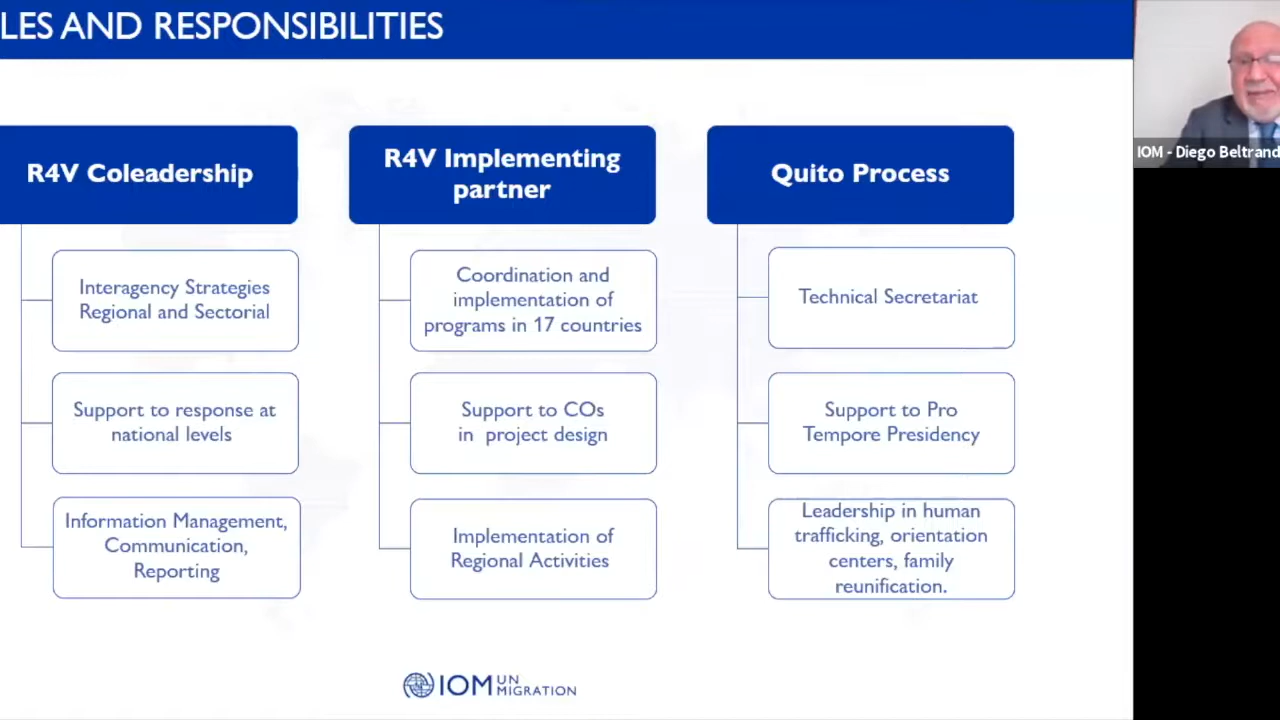 LES AND RESPONSIBILITIES
IOM - Diego Beltrand
R4V Coleadership
Interagency Strategies
Regional and Sectorial
Support to response at
national levels
Information Management,
Communication,
Reporting
R4V Implementing
partner
Coordination and
implementation of
programs in 17 countries
Support to COs
in project design
Implementation of
Regional Activities
Quito Process
Technical Secretariat
Support to Pro
Tempore Presidency
Leadership in human
trafficking, orientation
centers, family
reunification.
IOM UN
MIGRATION